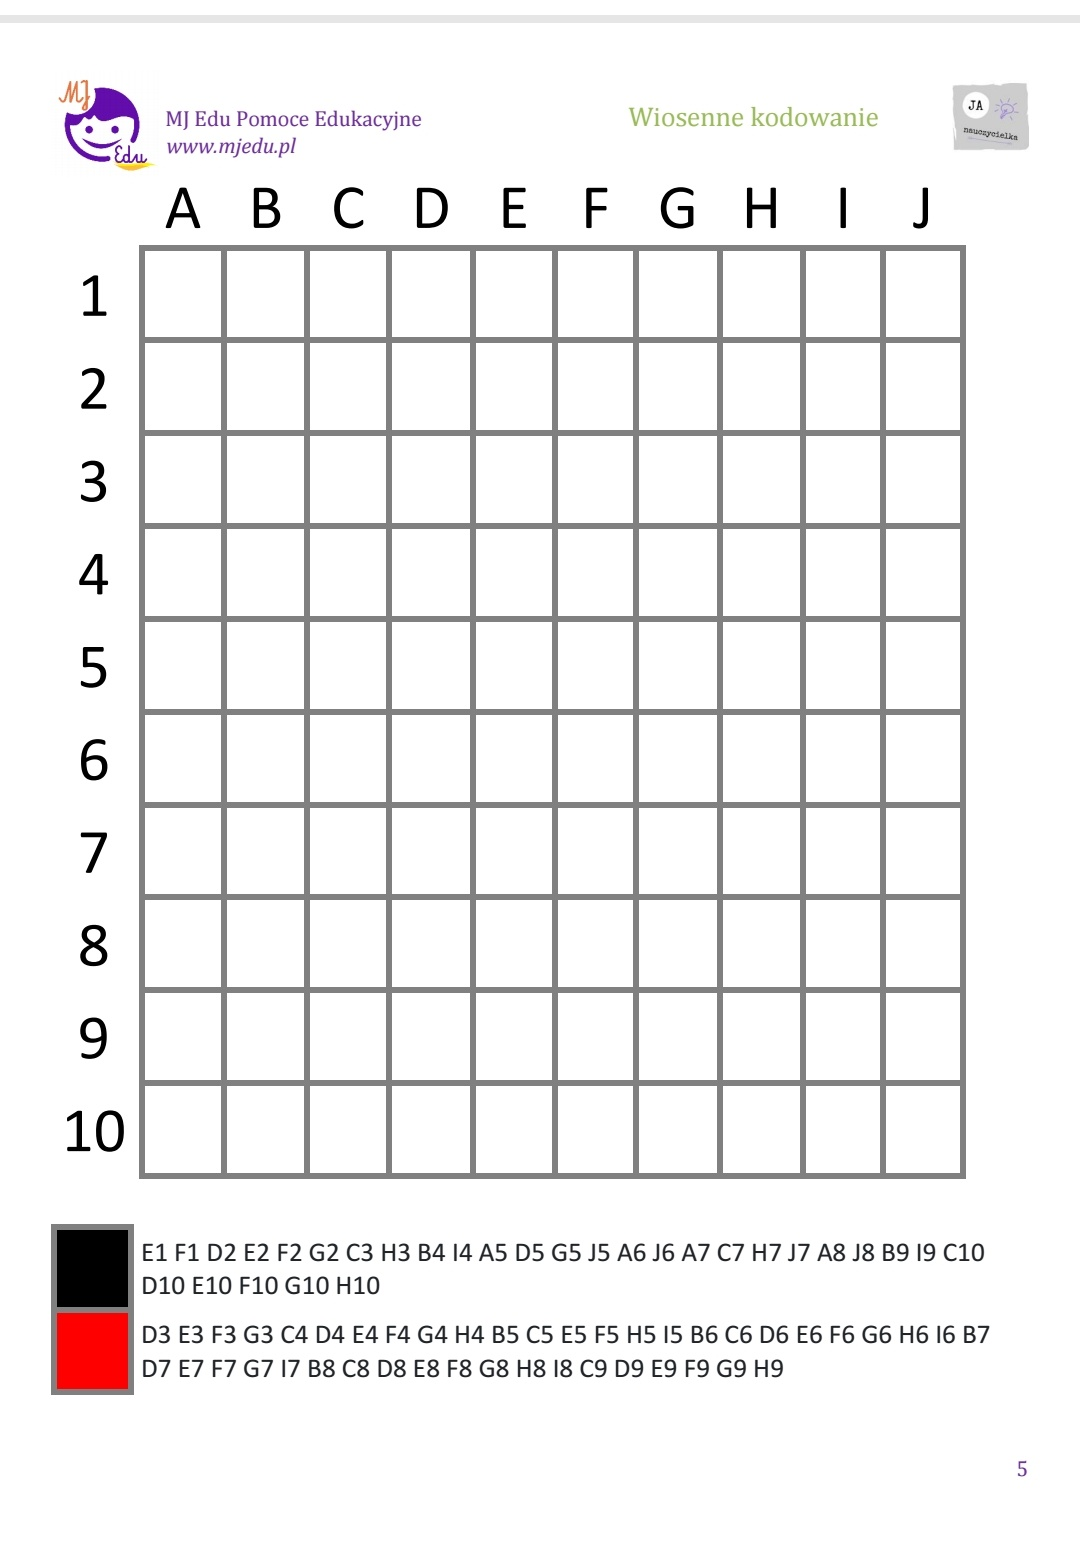 MJ
Edu
MJ Edu Pomoce Edukacyjne
www.mjedu.pl
Wiosenne kodowanie
JA
nauczycielka
A B C D E F G H I J
1
2
3
4
5
6
7
8
9
10
E1 F1 D2 E2 F2 G2 C3 H3 B4 I4 A5 D5 G5 J5 A6 J6 A7 C7 H7 J7 A8 J8 B9 I9 C10
D10 E10 F10 G10 H10
D3 E3 F3 G3 C4 D4 E4 F4 G4 H4 B5 C5 E5 F5 H5 I5 B6 C6 D6 E6 F6 G6 H6 I6 B7
D7 E7 F7 G7 I7 B8 C8 D8 E8 F8 G8 H8 I8 C9 D9 E9 F9 G9 H9
5